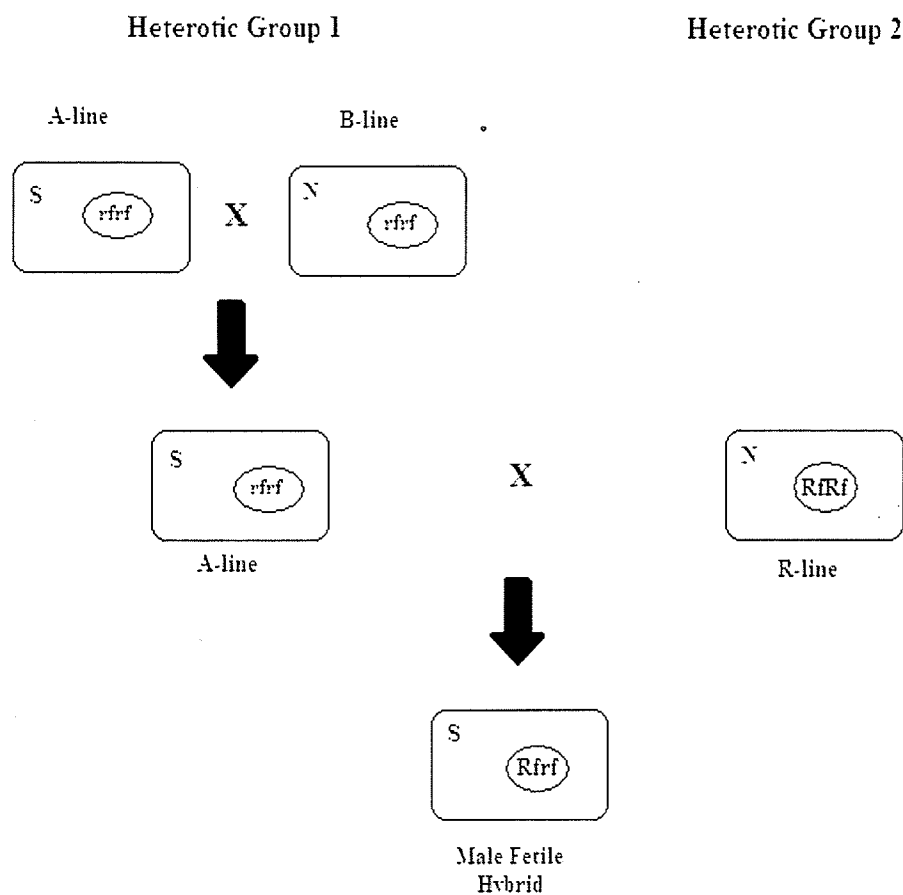 Heterotic Group 1
Heterotic Group 2
A-line
B-line
S
rfrf
X
N
rfrf
S
rfrf
A-line
X
N
RfRf
R-line
S
Rfrf
Male Fetile
Hybrid